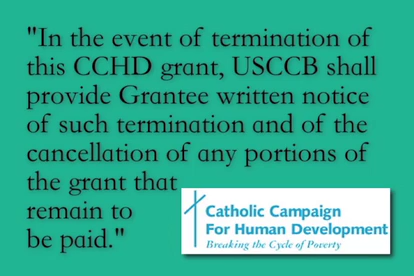 "In the event of termination of
this CCHD grant, USCCB shall
provide Grantee written notice
of such termination and of the
cancellation of any portions of
the grant that
remain to
be paid."
Catholic Campaign
For Human Development
Breaking the Cycle of Poverty